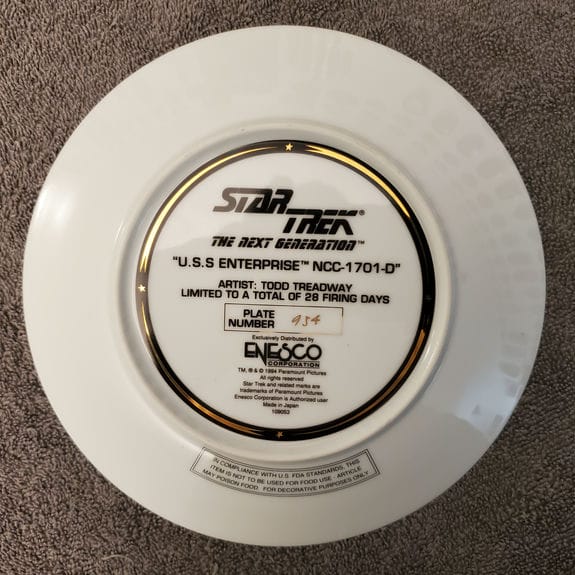 STAR
TREK®
THE NEXT GENERATION™
"U.S.S ENTERPRISE™ NCC-1701-D"
ARTIST: TODD TREADWAY
LIMITED TO A TOTAL OF 28 FIRING DAYS
PLATE
NUMBER 934
Exclusively Distributed by
ENESCO
CORPORATION
TM, ® & © 1994 Paramount Pictures
All rights reserved
Star Trek and related marks are
trademarks of Paramount Pictures
Enesco Corporation is Authorized user
Made in Japan
109053
IN COMPLIANCE WITH U.S. FDA STANDARDS, THIS
ITEM IS NOT TO BE USED FOR FOOD USE - ARTICLE
MAY POISON FOOD. FOR DECORATIVE PURPOSES ONLY